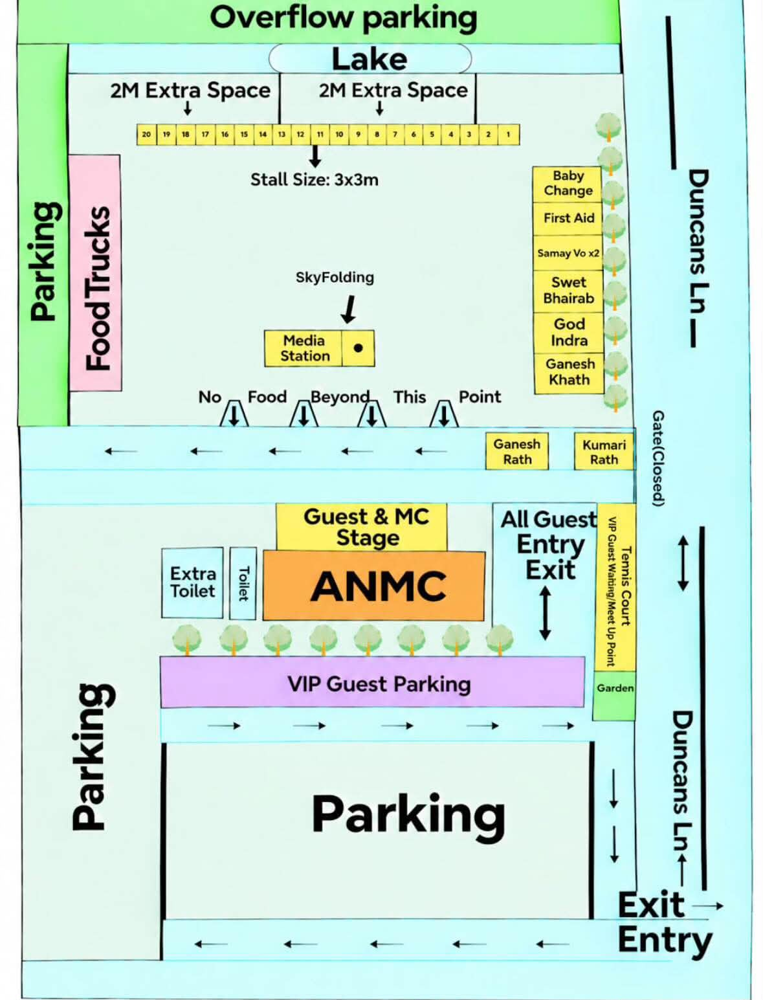 Overflow parking
Lake
2M Extra Space
2M Extra Space
20 19 18 17 16 15 14 13 12 11 10 9 8 7 6 5 4 3 2 1
Stall Size: 3x3m
Parking
Food Trucks
Baby
Change
First Aid
Samay Vo x2
Swet
Bhairab
God
Indra
Ganesh
Khath
Duncans Ln
SkyFolding
Media
Station
No Food Beyond This Point
Ganesh
Rath
Kumari
Rath
Gate(Closed)
Guest & MC
Stage
ANMC
Extra
Toilet
Toilet
All Guest
Entry
Exit
Tennis Court
VIP Guest Waiting/Meet Up Point
Garden
VIP Guest Parking
Parking
Parking
Duncans Ln
Exit
Entry